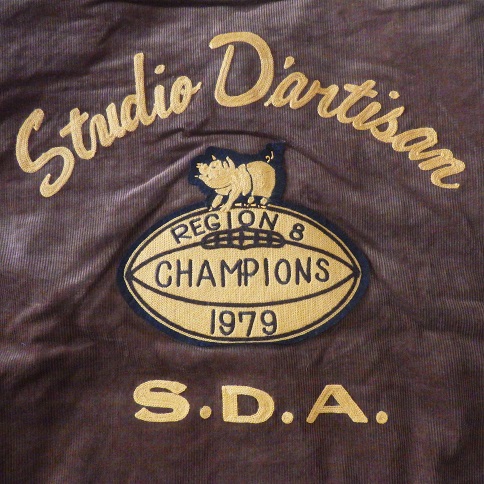 Studio D'artisan
REGION 8
CHAMPIONS
1979
S.D.A.